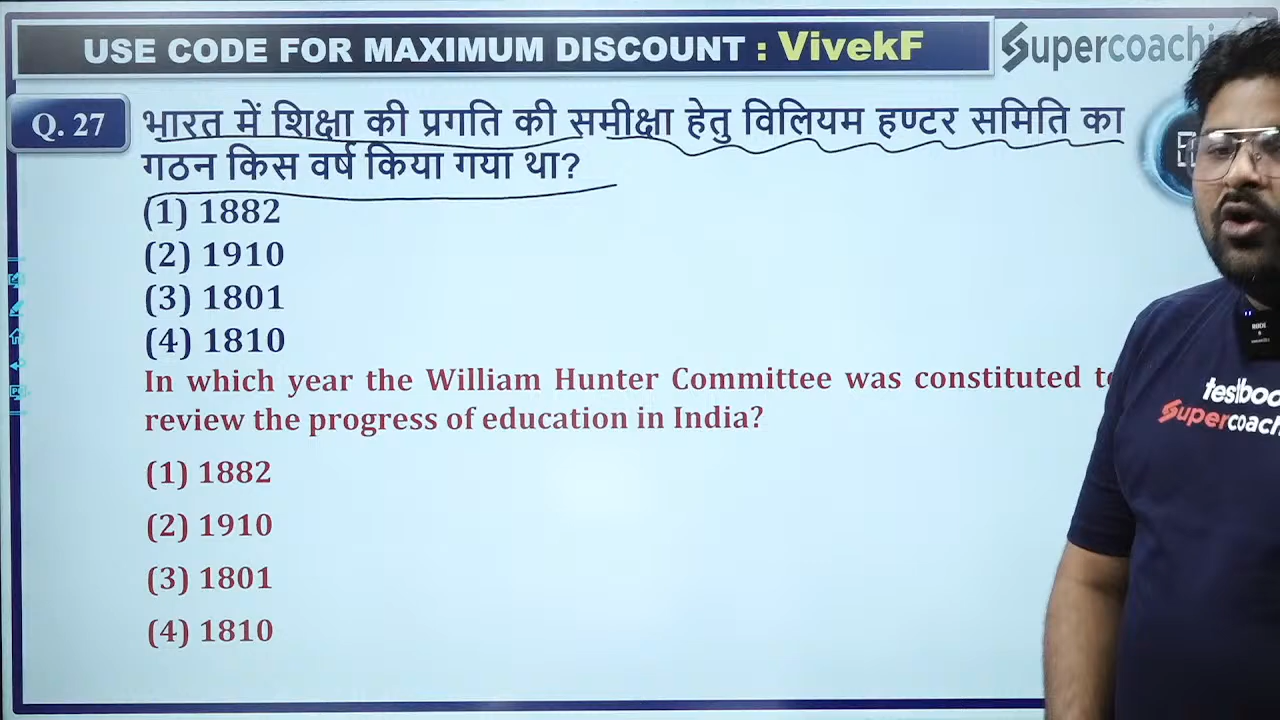 USE CODE FOR MAXIMUM DISCOUNT : VivekF
Supercoachi
Q. 27
भारत में शिक्षा की प्रगति की समीक्षा हेतु विलियम हण्टर समिति का
गठन किस वर्ष किया गया था?
(1) 1882
(2) 1910
(3) 1801
(4) 1810
In which year the William Hunter Committee was constituted to
review the progress of education in India?
(1) 1882
(2) 1910
(3) 1801
(4) 1810
testboo
Supercoach
RODE